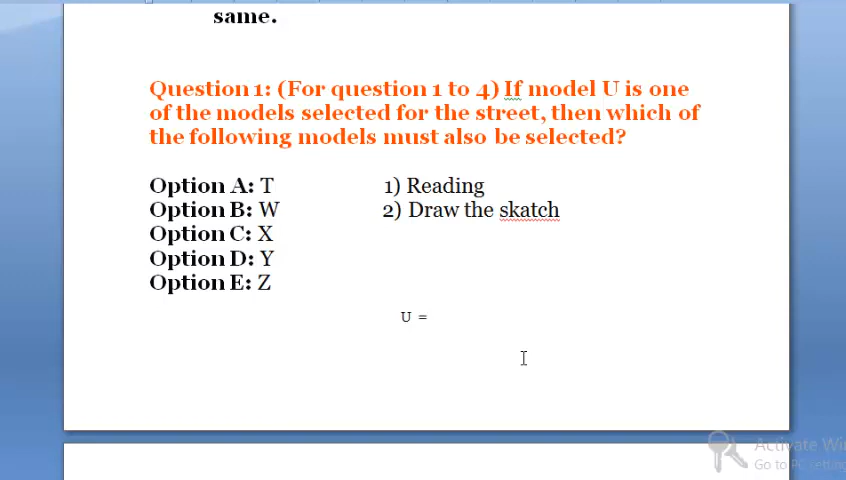 same.
Question 1: (For question 1 to 4) If model U is one
of the models selected for the street, then which of
the following models must also be selected?
Option A: T
1) Reading
Option B: W
2) Draw the skatch
Option C: X
Option D: Y
Option E: Z
U =
Activate Wi
Go to PC setting